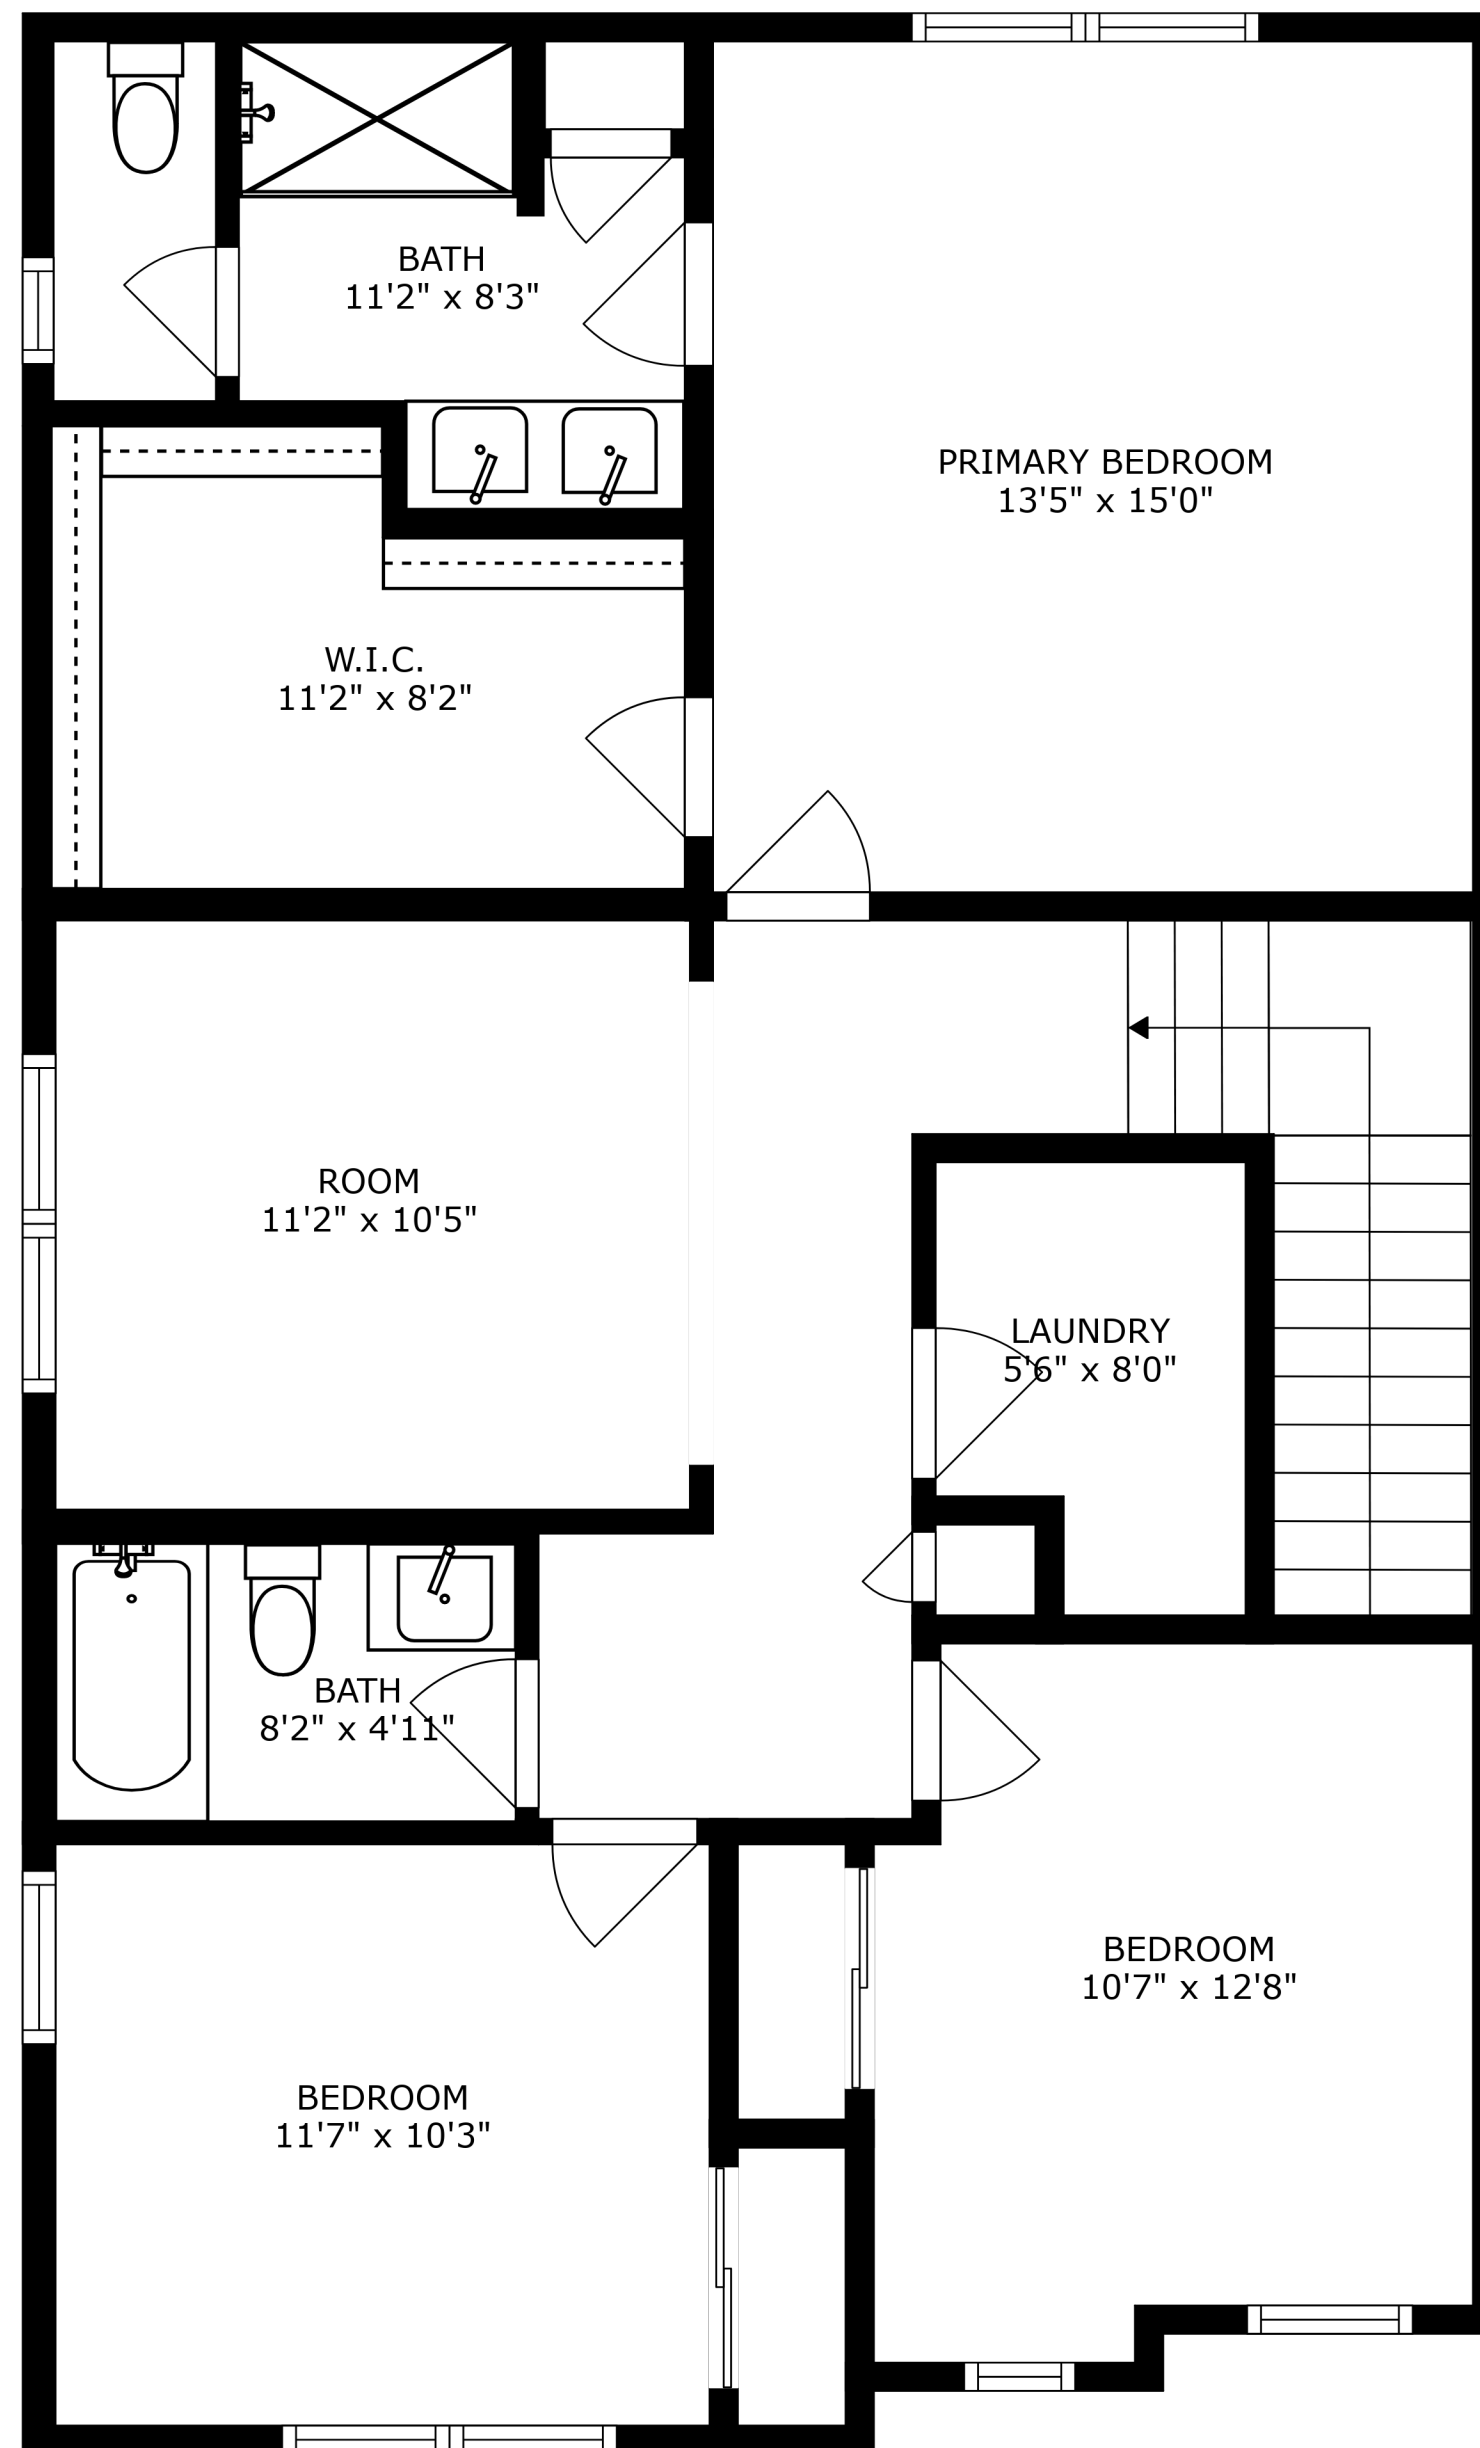 BATH
11'2" x 8'3"
PRIMARY BEDROOM
13'5" x 15'0"
W.I.C.
11'2" x 8'2"
ROOM
11'2" x 10'5"
LAUNDRY
5'6" x 8'0"
BATH
8'2" x 4'11"
BEDROOM
10'7" x 12'8"
BEDROOM
11'7" x 10'3"